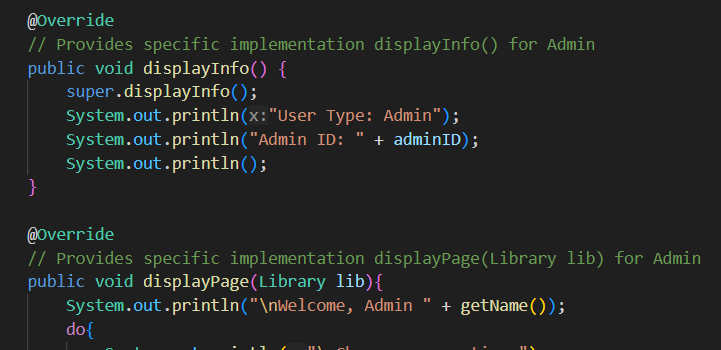 @Override
// Provides specific implementation displayInfo() for Admin
public void displayInfo() {
super.displayInfo();
System.out.println(x:"User Type: Admin");
System.out.println("Admin ID: " + adminID);
System.out.println();
}
@Override
// Provides specific implementation displayPage(Library lib) for Admin
public void displayPage(Library lib){
System.out.println("\nWelcome, Admin " + getName());
do{